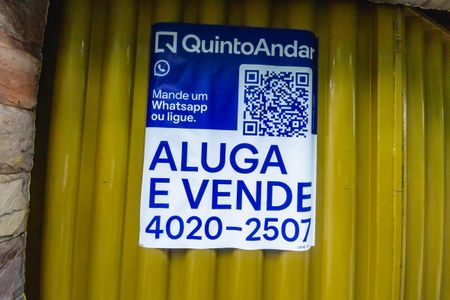 QuintoAndar
Mande um
Whatsapp
ou ligue.
ALUGA
E VENDE
4020-2507